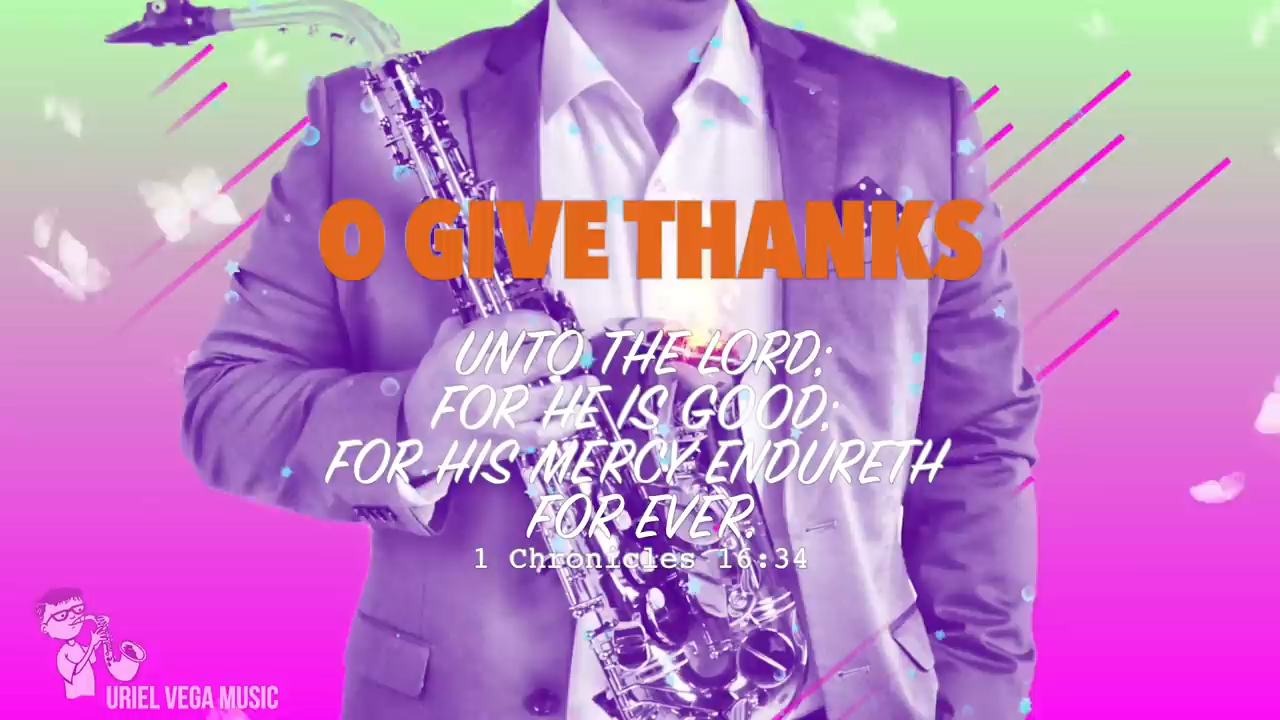 O GIVE THANKS
UNTO THE LORD;
FOR HE IS GOOD;
FOR HIS MERCY ENDURETH
FOR EVER.
1 Chronicles 16:34
URIEL VEGA MUSIC